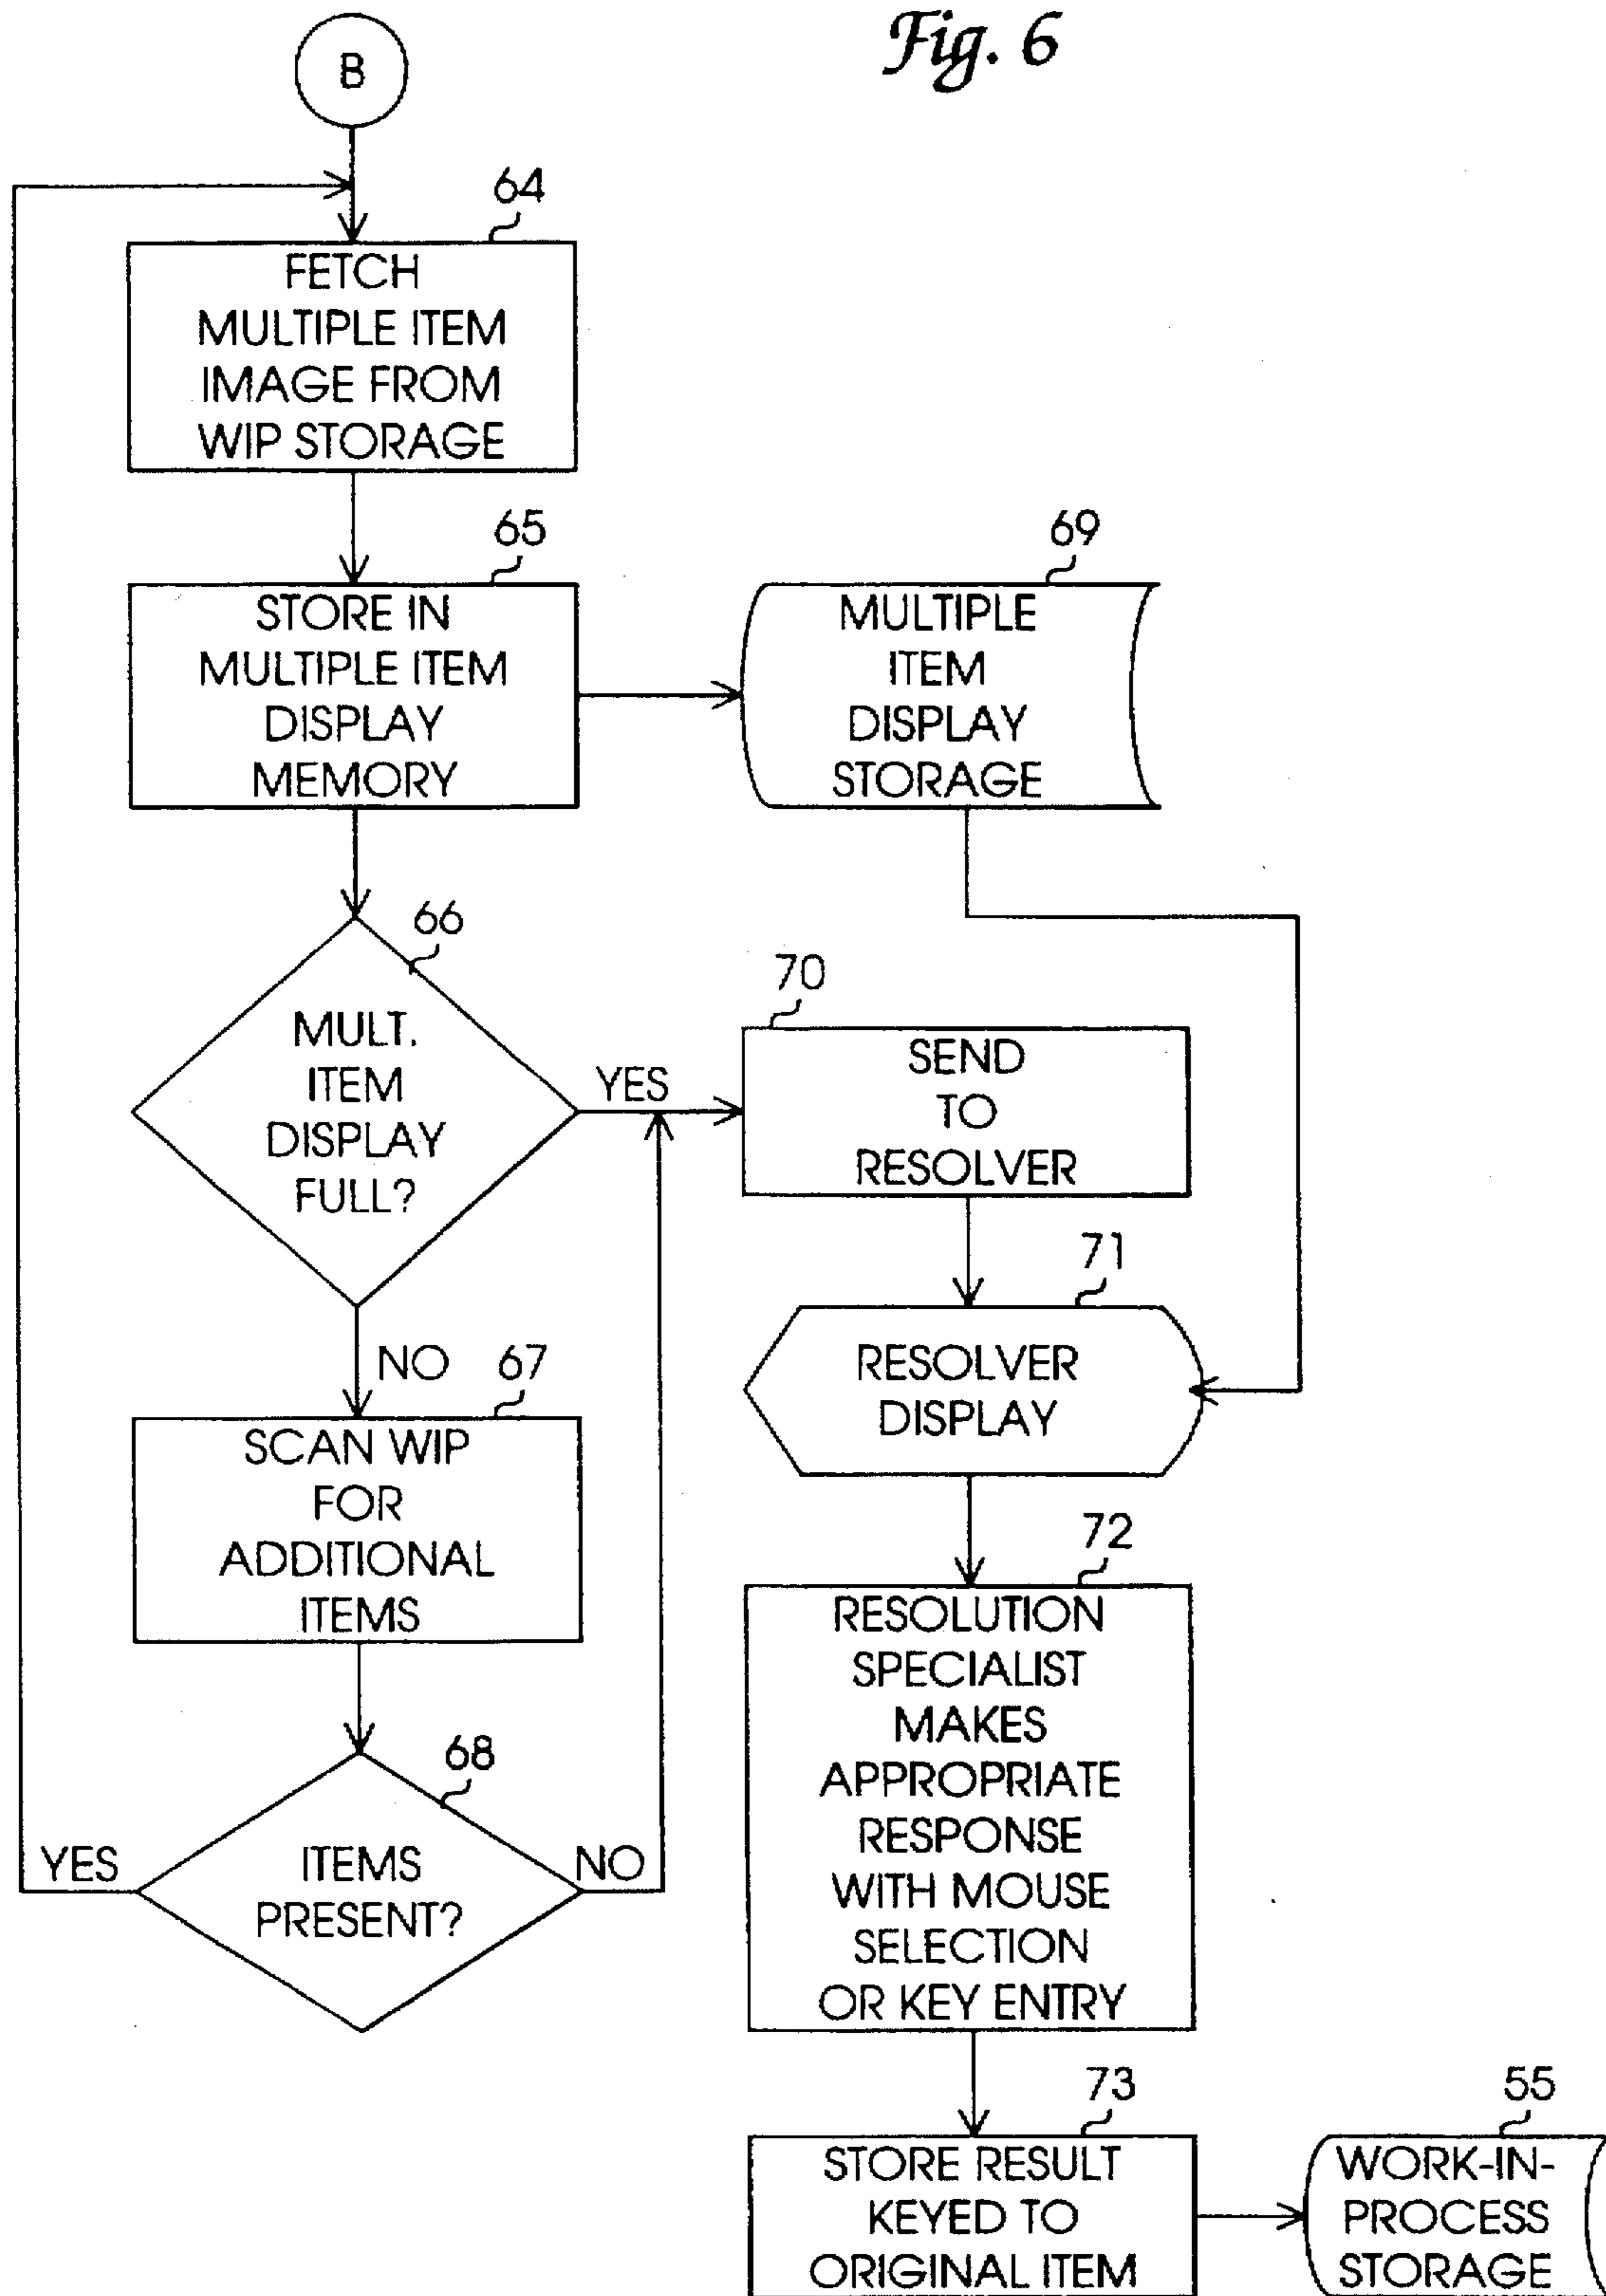 Fig. 6
B
64
FETCH
MULTIPLE ITEM
IMAGE FROM
WIP STORAGE
65
STORE IN
MULTIPLE ITEM
DISPLAY
MEMORY
69
MULTIPLE
ITEM
DISPLAY
STORAGE
66
MULT.
ITEM
DISPLAY
FULL?
YES
NO
70
SEND
TO
RESOLVER
71
RESOLVER
DISPLAY
67
SCAN WIP
FOR
ADDITIONAL
ITEMS
68
ITEMS
PRESENT?
YES
NO
72
RESOLUTION
SPECIALIST
MAKES
APPROPRIATE
RESPONSE
WITH MOUSE
SELECTION
OR KEY ENTRY
73
STORE RESULT
KEYED TO
ORIGINAL ITEM
55
WORK-IN-
PROCESS
STORAGE